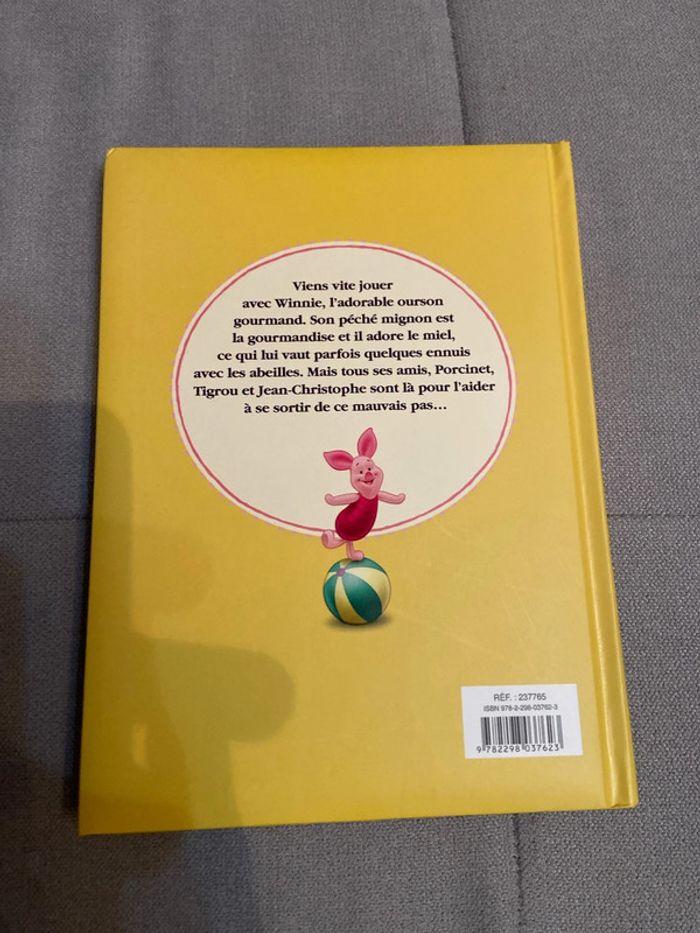 Viens vite jouer
avec Winnie, l'adorable ourson
gourmand. Son péché mignon est
la gourmandise et il adore le miel,
ce qui lui vaut parfois quelques ennuis
avec les abeilles. Mais tous ses amis, Porcinet,
Tigrou et Jean-Christophe sont là pour l'aider
à se sortir de ce mauvais pas…
RÉF. : 237765
ISBN 978-2-298-03762-3
9 782298 037623